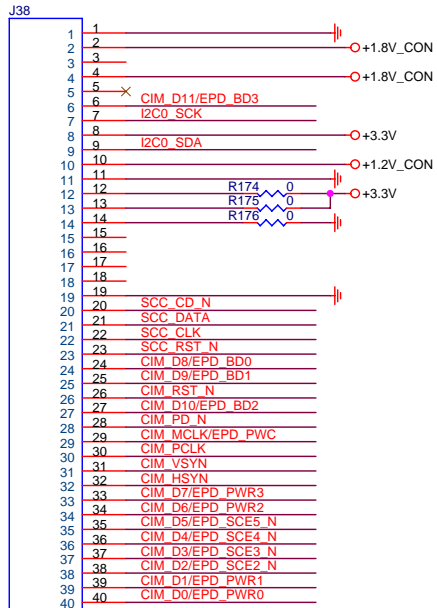 J38
1 1
2 2 +1.8V_CON
3 3
4 4 +1.8V_CON
5 5
6 6 CIM_D11/EPD_BD3
7 7 I2C0_SCK
8 8 +3.3V
9 9 I2C0_SDA
10 10 +1.2V_CON
11 11
12 12 R174 0 +3.3V
13 13 R175 0
14 14 R176 0
15 15
16 16
17 17
18 18
19 19
20 20 SCC_CD_N
21 21 SCC_DATA
22 22 SCC_CLK
23 23 SCC_RST_N
24 24 CIM_D8/EPD_BD0
25 25 CIM_D9/EPD_BD1
26 26 CIM_RST_N
27 27 CIM_D10/EPD_BD2
28 28 CIM_PD_N
29 29 CIM_MCLK/EPD_PWC
30 30 CIM_PCLK
31 31 CIM_VSYN
32 32 CIM_HSYN
33 33 CIM_D7/EPD_PWR3
34 34 CIM_D6/EPD_PWR2
35 35 CIM_D5/EPD_SCE5_N
36 36 CIM_D4/EPD_SCE4_N
37 37 CIM_D3/EPD_SCE3_N
38 38 CIM_D2/EPD_SCE2_N
39 39 CIM_D1/EPD_PWR1
40 40 CIM_D0/EPD_PWR0